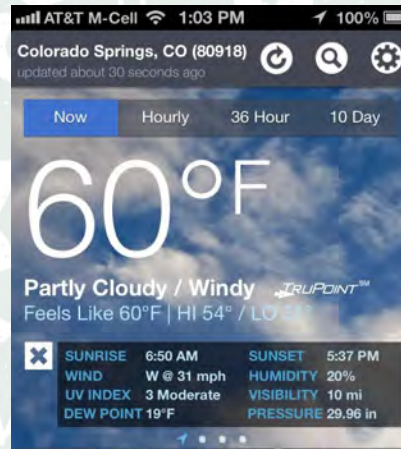 AT&T M-Cell 1:03 PM 100%
Colorado Springs, CO (80918)
updated about 30 seconds ago
Now Hourly 36 Hour 10 Day
60°F
Partly Cloudy / Windy TRUPOINT℠
Feels Like 60°F | HI 54° / LO
SUNRISE 6:50 AM SUNSET 5:37 PM
WIND W @ 31 mph HUMIDITY 20%
UV INDEX 3 Moderate VISIBILITY 10 mi
DEW POINT 19°F PRESSURE 29.96 in